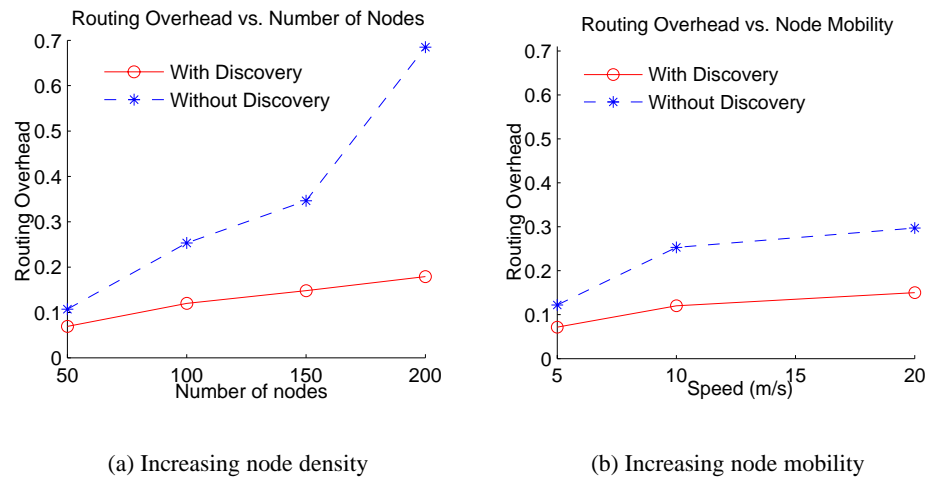 Routing Overhead vs. Number of Nodes
0.7
0.6
0.5
0.4
0.3
0.2
0.1
0
Routing Overhead
With Discovery
Without Discovery
50
100
150
200
Number of nodes
(a) Increasing node density
Routing Overhead vs. Node Mobility
0.7
0.6
0.5
0.4
0.3
0.2
0.1
0
Routing Overhead
With Discovery
Without Discovery
5
10
15
20
Speed (m/s)
(b) Increasing node mobility